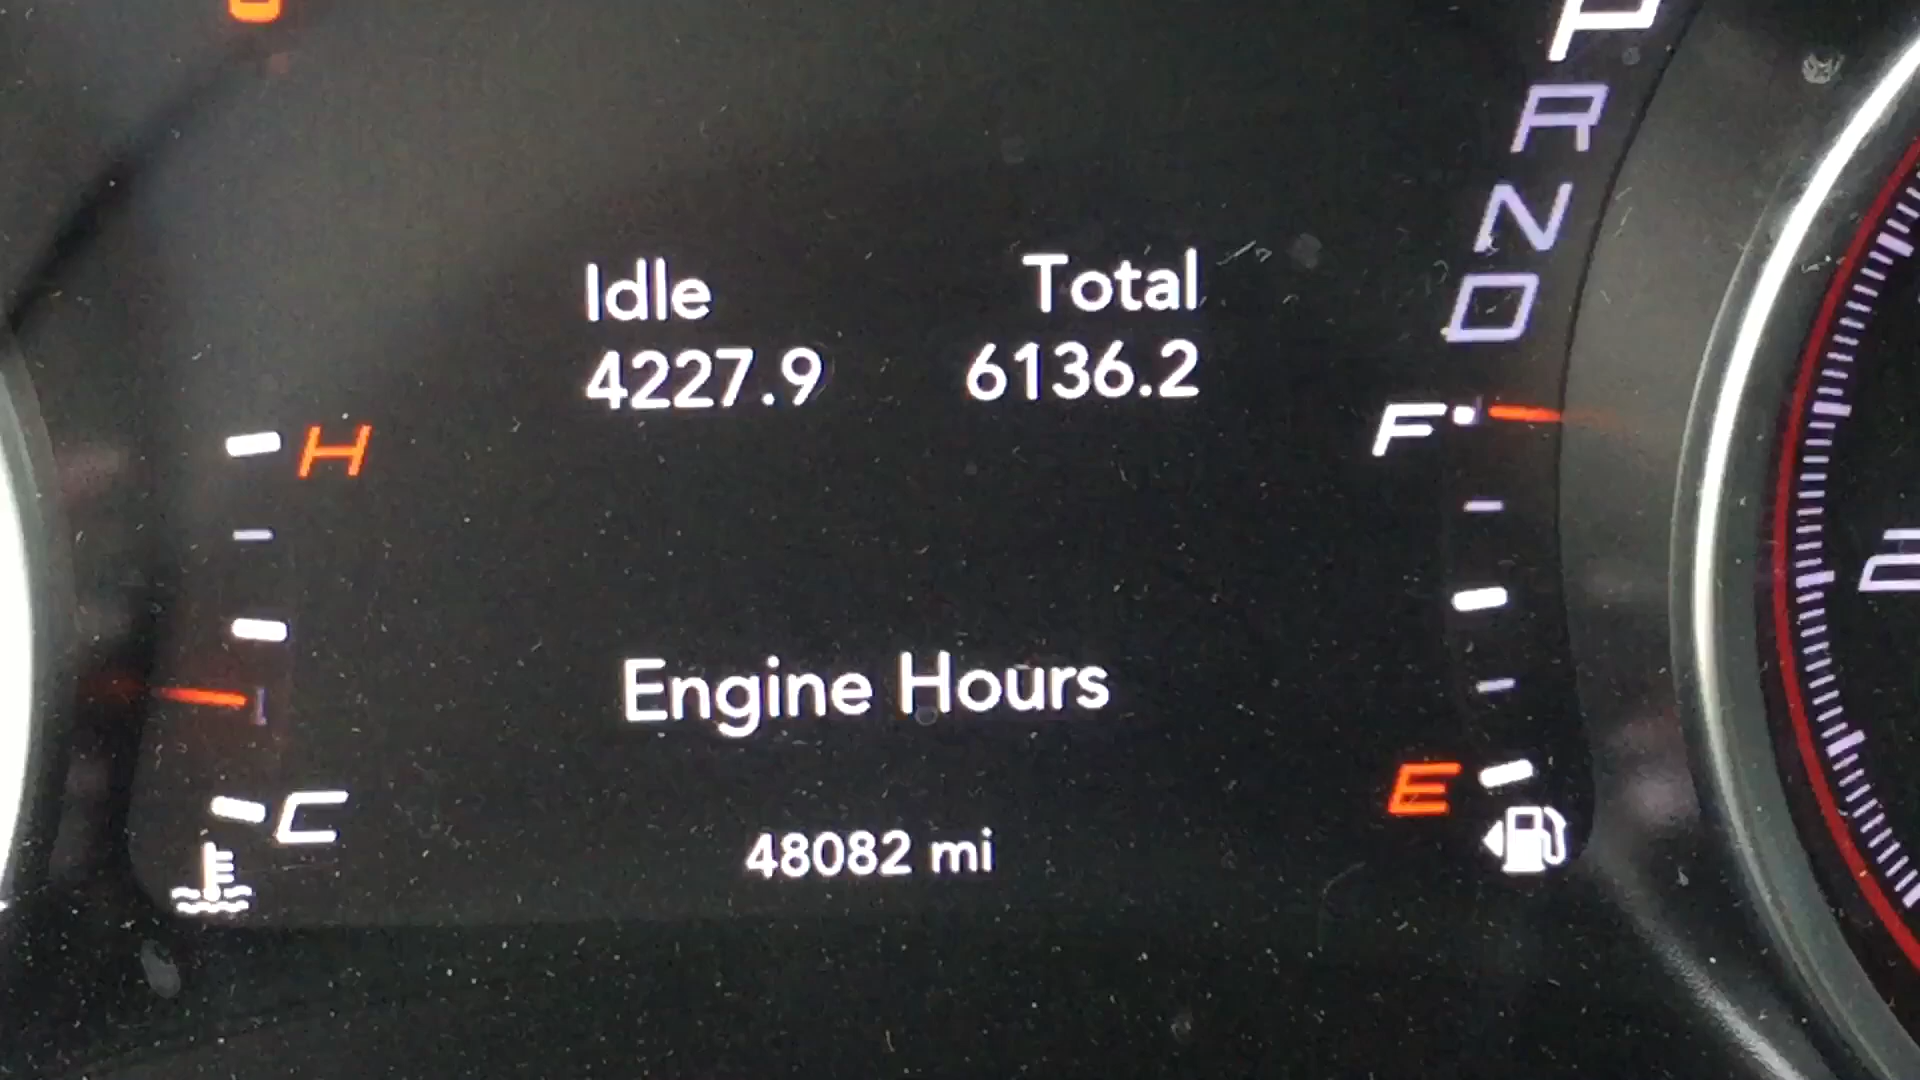 P
R
N
D
Idle Total
4227.9 6136.2
H
F
Engine Hours
E
C
48082 mi